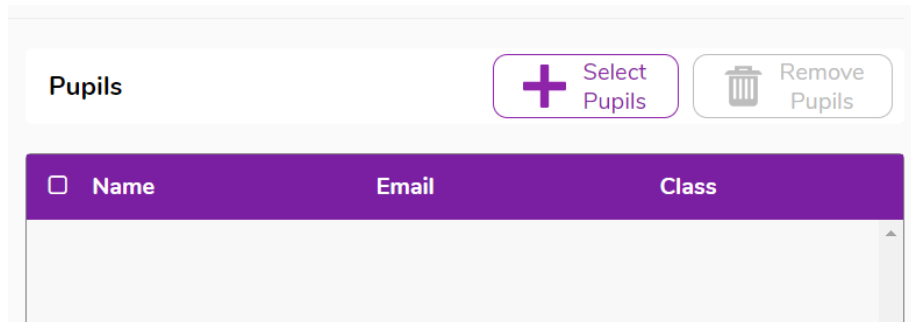 Pupils
Select
Pupils
Remove
Pupils
Name Email Class